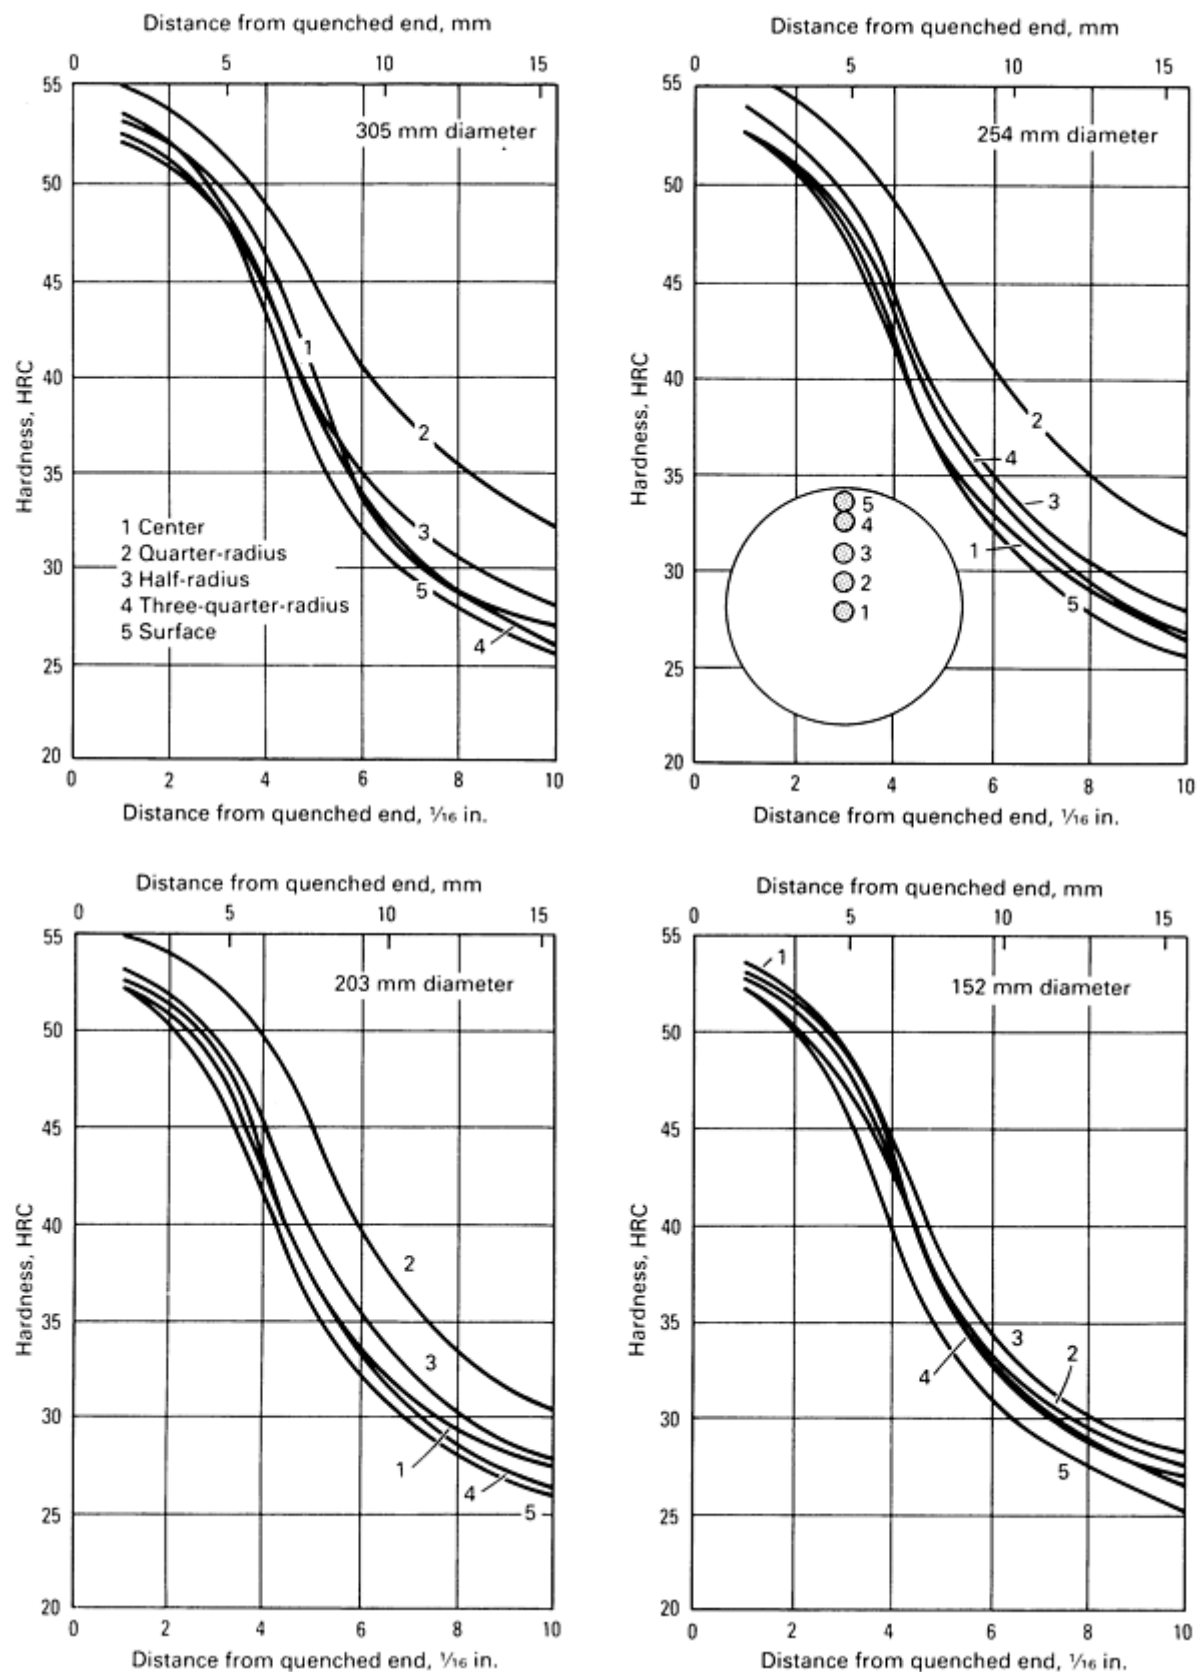 Distance from quenched end, mm
0 5 10 15
55
50
45
40
35
30
25
20
Hardness, HRC
305 mm diameter
1
2
3
5
4
1 Center
2 Quarter-radius
3 Half-radius
4 Three-quarter-radius
5 Surface
0 2 4 6 8 10
Distance from quenched end, 1/16 in.
Distance from quenched end, mm
0 5 10 15
55
50
45
40
35
30
25
20
Hardness, HRC
254 mm diameter
2
4
3
1
5
5
4
3
2
1
0 2 4 6 8 10
Distance from quenched end, 1/16 in.
Distance from quenched end, mm
0 5 10 15
55
50
45
40
35
30
25
20
Hardness, HRC
203 mm diameter
2
3
1
4
5
0 2 4 6 8 10
Distance from quenched end, 1/16 in.
Distance from quenched end, mm
0 5 10 15
55
50
45
40
35
30
25
20
Hardness, HRC
1
152 mm diameter
3
2
4
5
0 2 4 6 8 10
Distance from quenched end, 1/16 in.